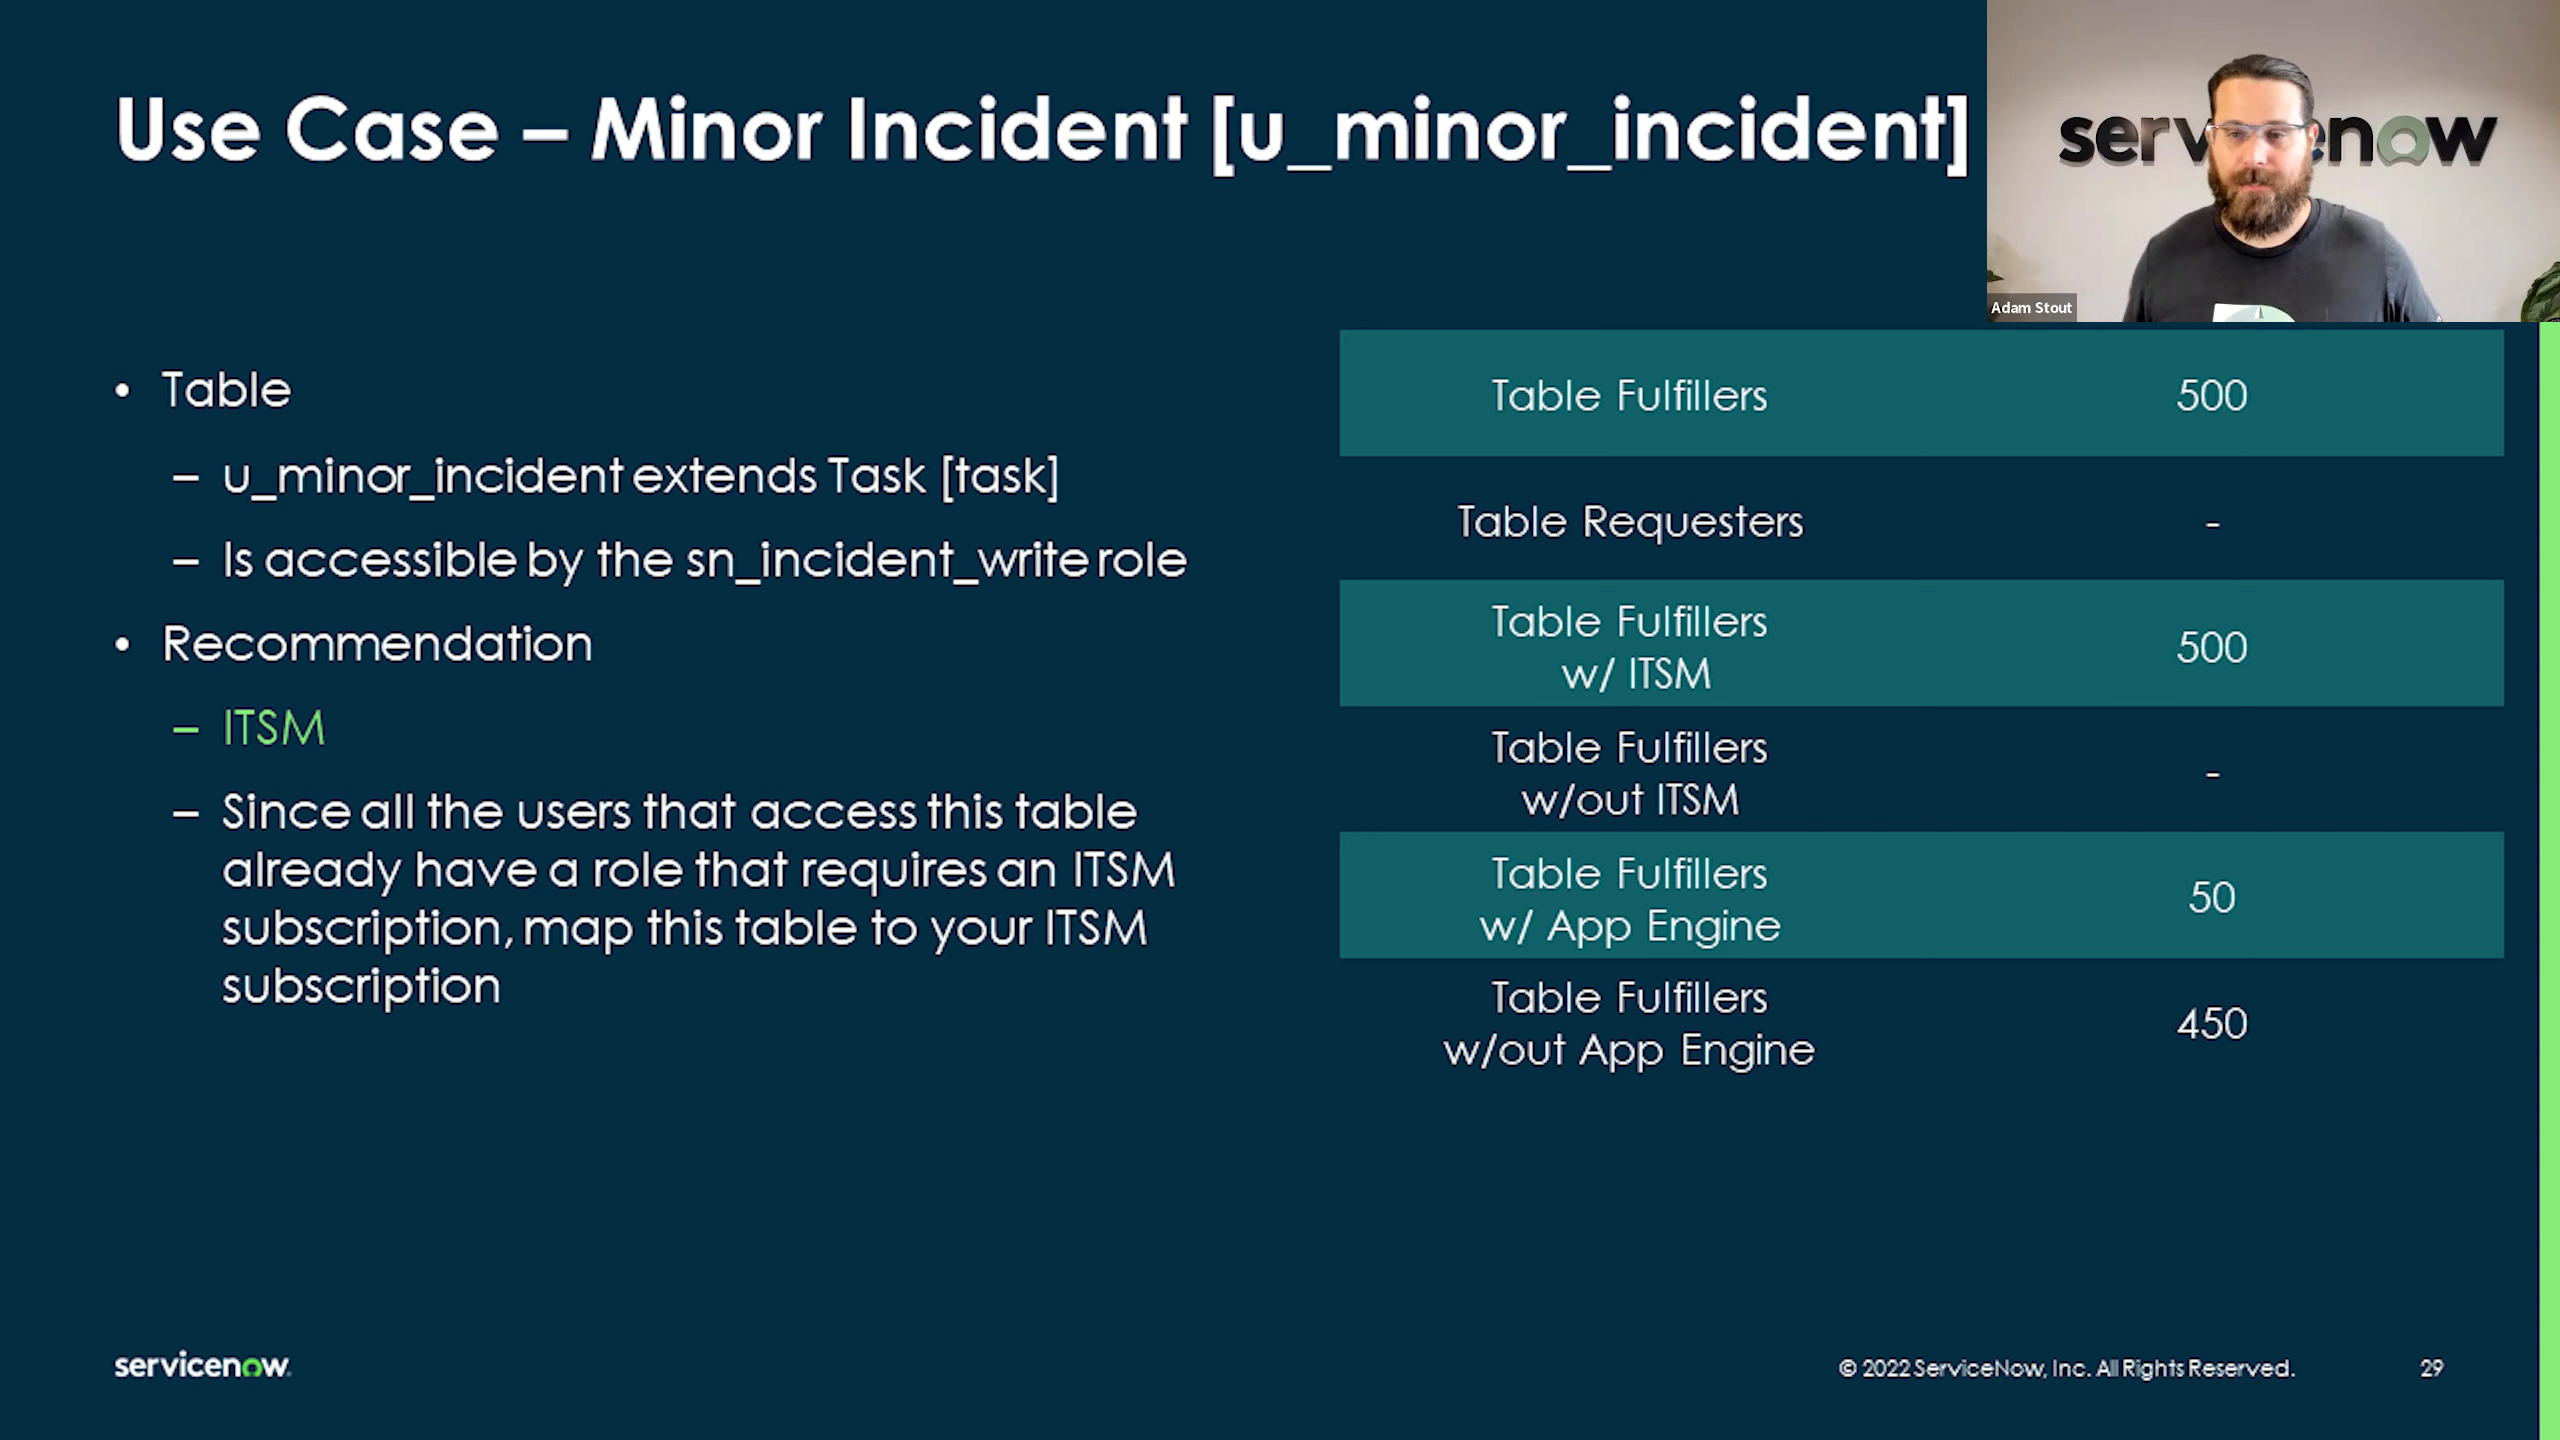 Use Case – Minor Incident [u_minor_incident]
servicenow
Adam Stout
• Table
– u_minor_incident extends Task [task]
– Is accessible by the sn_incident_write role
• Recommendation
– ITSM
– Since all the users that access this table
already have a role that requires an ITSM
subscription, map this table to your ITSM
subscription
Table Fulfillers 500
Table Requesters -
Table Fulfillers
w/ ITSM 500
Table Fulfillers
w/out ITSM -
Table Fulfillers
w/ App Engine 50
Table Fulfillers
w/out App Engine 450
servicenow
© 2022 ServiceNow, Inc. All Rights Reserved. 29